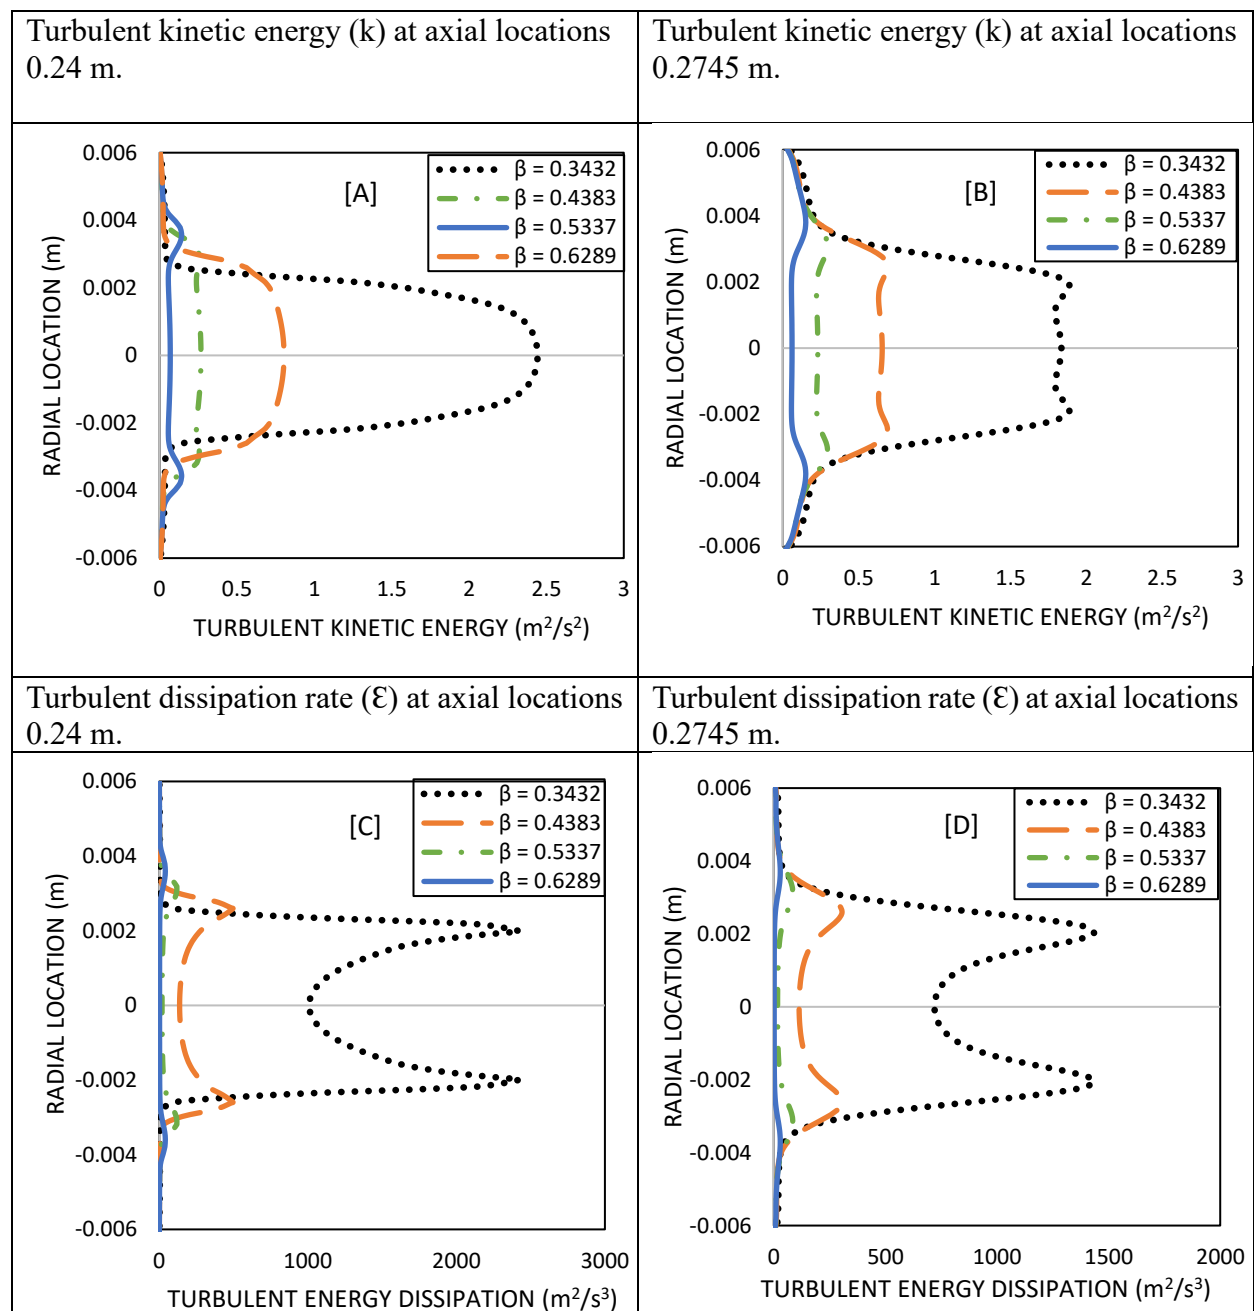 Turbulent kinetic energy (k) at axial locations
0.24 m.
Turbulent kinetic energy (k) at axial locations
0.2745 m.
0.006
0.004
0.002
0
-0.002
-0.004
-0.006
RADIAL LOCATION (m)
[A]
β = 0.3432
β = 0.4383
β = 0.5337
β = 0.6289
0 0.5 1 1.5 2 2.5 3
TURBULENT KINETIC ENERGY (m²/s²)
0.006
0.004
0.002
0
-0.002
-0.004
-0.006
RADIAL LOCATION (m)
[B]
β = 0.3432
β = 0.4383
β = 0.5337
β = 0.6289
0 0.5 1 1.5 2 2.5 3
TURBULENT KINETIC ENERGY (m²/s²)
Turbulent dissipation rate (Ɛ) at axial locations
0.24 m.
Turbulent dissipation rate (Ɛ) at axial locations
0.2745 m.
0.006
0.004
0.002
0
-0.002
-0.004
-0.006
RADIAL LOCATION (m)
[C]
β = 0.3432
β = 0.4383
β = 0.5337
β = 0.6289
0 1000 2000 3000
TURBULENT ENERGY DISSIPATION (m²/s³)
0.006
0.004
0.002
0
-0.002
-0.004
-0.006
RADIAL LOCATION (m)
[D]
β = 0.3432
β = 0.4383
β = 0.5337
β = 0.6289
0 500 1000 1500 2000
TURBULENT ENERGY DISSIPATION (m²/s³)